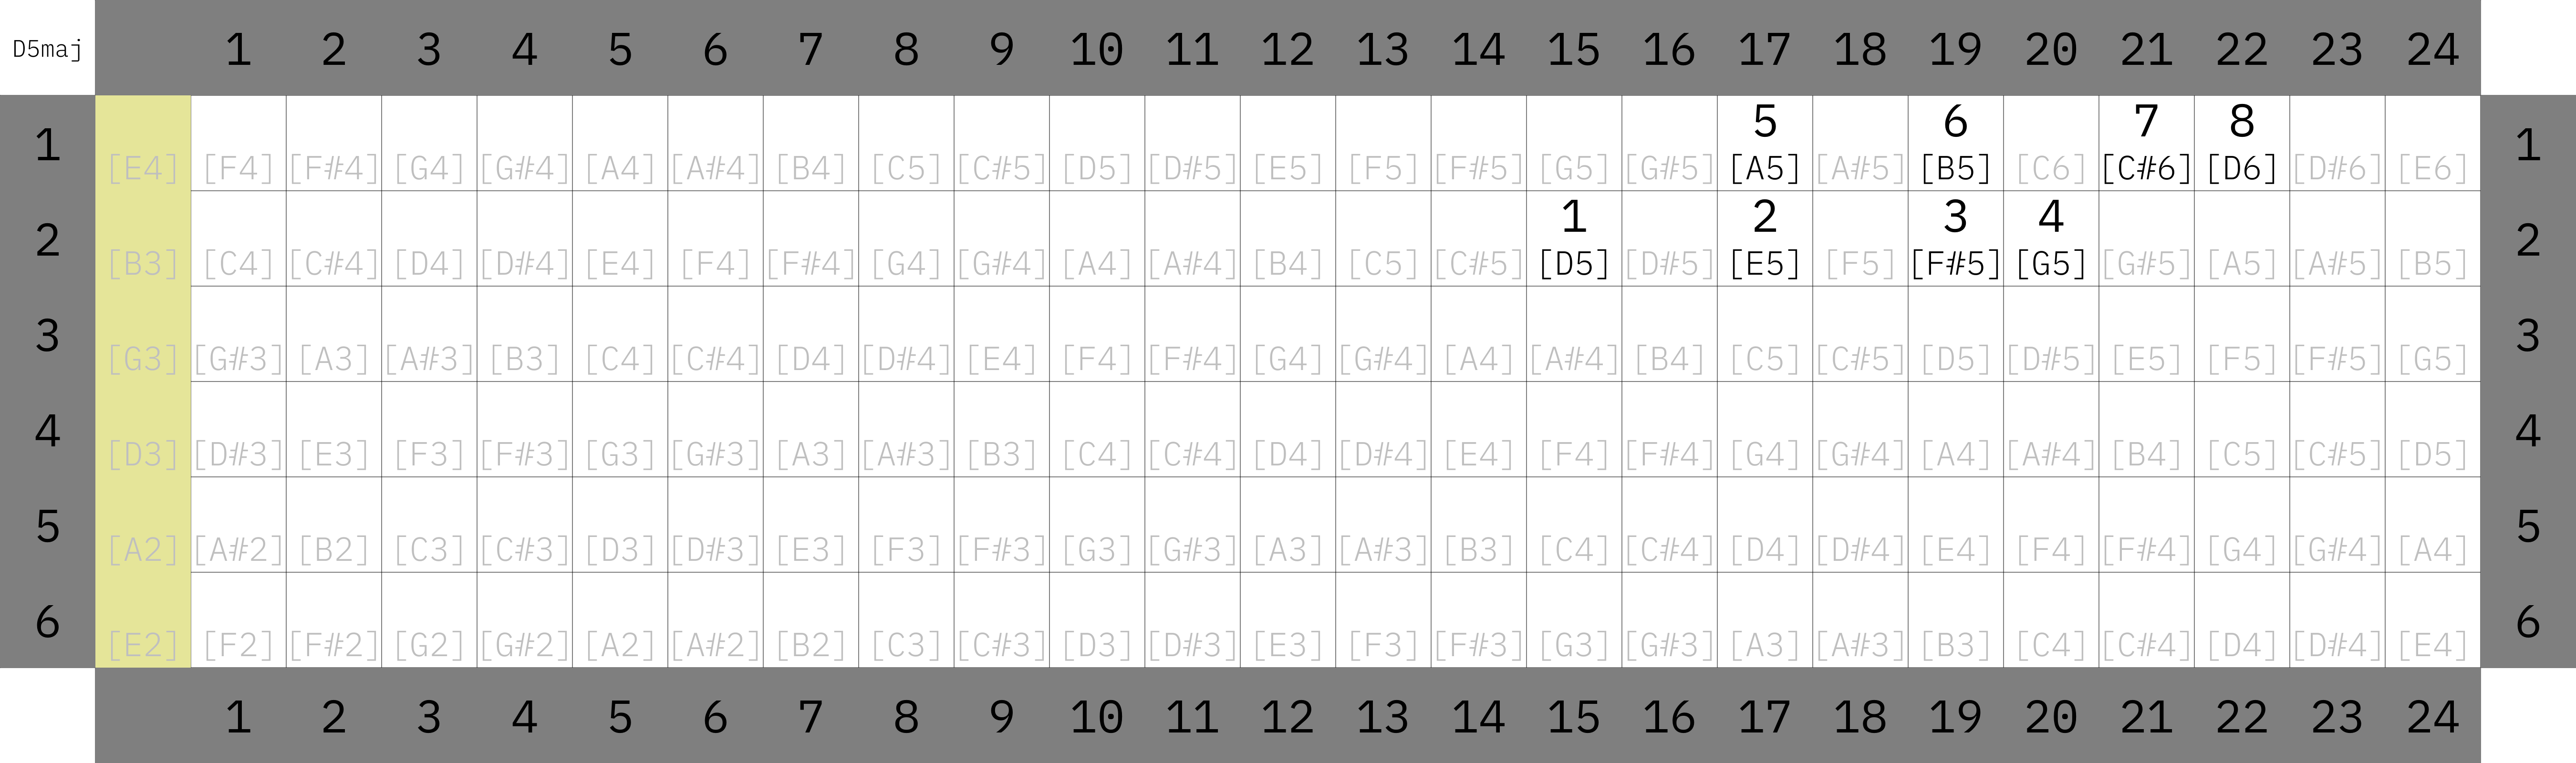 D5maj 1 2 3 4 5 6 7 8 9 10 11 12 13 14 15 16 17 18 19 20 21 22 23 24
5 6 7 8
1 [E4] [F4] [F#4] [G4] [G#4] [A4] [A#4] [B4] [C5] [C#5] [D5] [D#5] [E5] [F5] [F#5] [G5] [G#5] [A5] [A#5] [B5] [C6] [C#6] [D6] [D#6] [E6] 1
1 2 3 4
2 [B3] [C4] [C#4] [D4] [D#4] [E4] [F4] [F#4] [G4] [G#4] [A4] [A#4] [B4] [C5] [C#5] [D5] [D#5] [E5] [F5] [F#5] [G5] [G#5] [A5] [A#5] [B5] 2
3 [G3] [G#3] [A3] [A#3] [B3] [C4] [C#4] [D4] [D#4] [E4] [F4] [F#4] [G4] [G#4] [A4] [A#4] [B4] [C5] [C#5] [D5] [D#5] [E5] [F5] [F#5] [G5] 3
4 [D3] [D#3] [E3] [F3] [F#3] [G3] [G#3] [A3] [A#3] [B3] [C4] [C#4] [D4] [D#4] [E4] [F4] [F#4] [G4] [G#4] [A4] [A#4] [B4] [C5] [C#5] [D5] 4
5 [A2] [A#2] [B2] [C3] [C#3] [D3] [D#3] [E3] [F3] [F#3] [G3] [G#3] [A3] [A#3] [B3] [C4] [C#4] [D4] [D#4] [E4] [F4] [F#4] [G4] [G#4] [A4] 5
6 [E2] [F2] [F#2] [G2] [G#2] [A2] [A#2] [B2] [C3] [C#3] [D3] [D#3] [E3] [F3] [F#3] [G3] [G#3] [A3] [A#3] [B3] [C4] [C#4] [D4] [D#4] [E4] 6
1 2 3 4 5 6 7 8 9 10 11 12 13 14 15 16 17 18 19 20 21 22 23 24